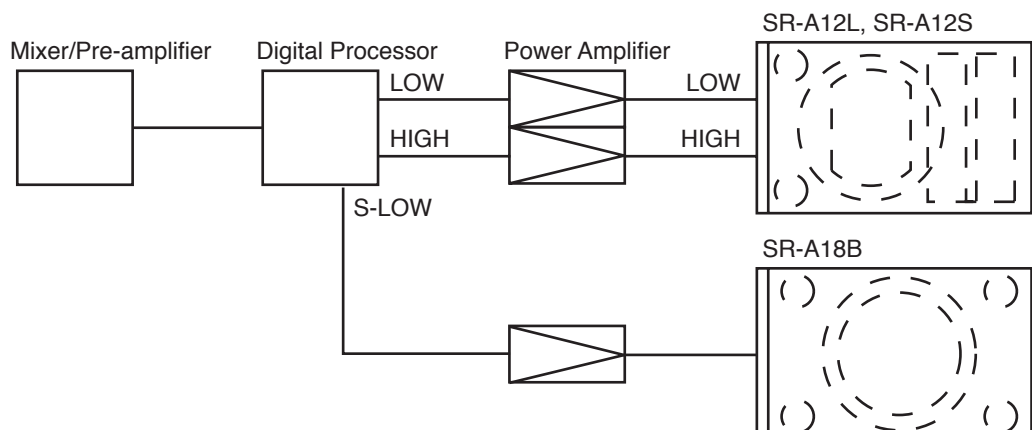 SR-A12L, SR-A12S
Mixer/Pre-amplifier
Digital Processor
Power Amplifier
LOW
LOW
HIGH
HIGH
S-LOW
SR-A18B